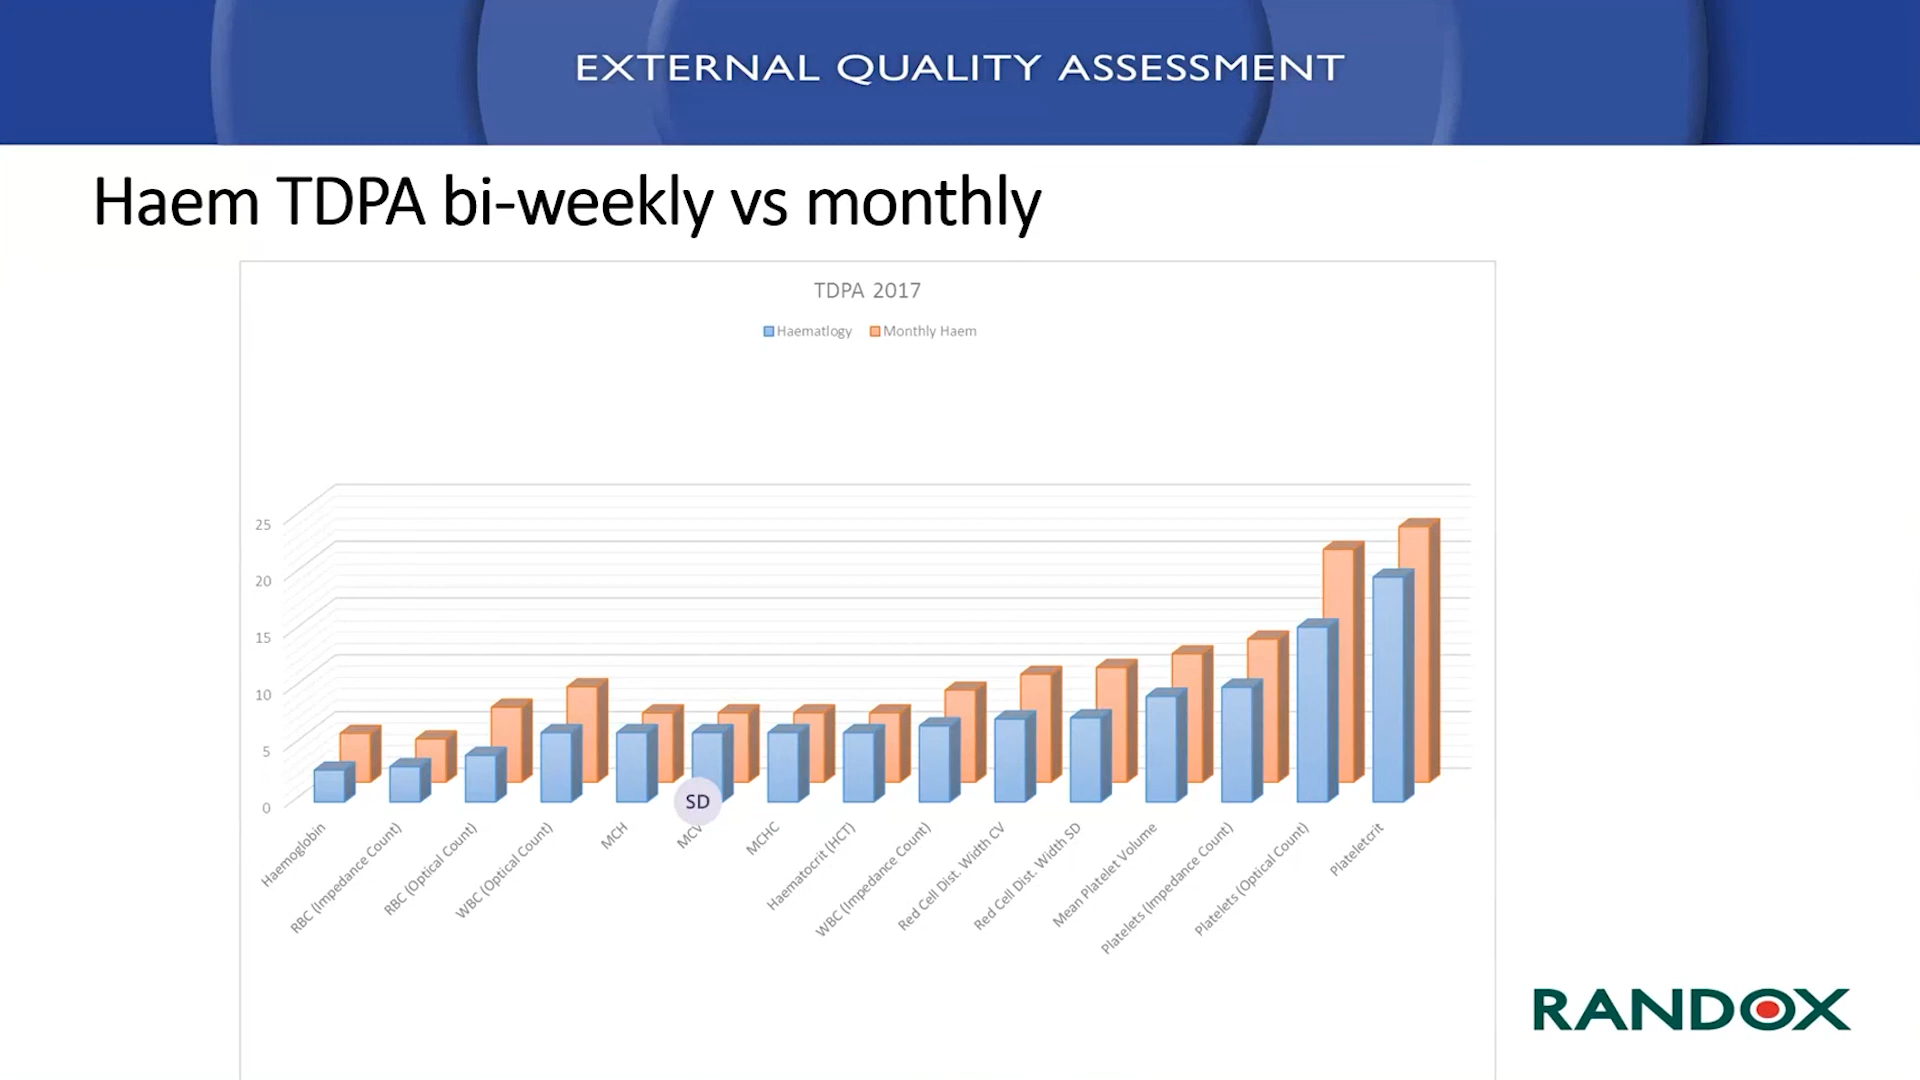 EXTERNAL QUALITY ASSESSMENT
Haem TDPA bi-weekly vs monthly
TDPA 2017
Haematlogy Monthly Haem
25
20
15
10
5
0
SD
Haemoglobin
RBC (Impedance Count)
RBC (Optical Count)
WBC (Optical Count)
MCH
MCV
MCHC
Haematocrit (HCT)
WBC (Impedance Count)
Red Cell Dist. Width CV
Red Cell Dist. Width SD
Mean Platelet Volume
Platelets (Impedance Count)
Platelets (Optical Count)
Plateletcrit
RANDOX